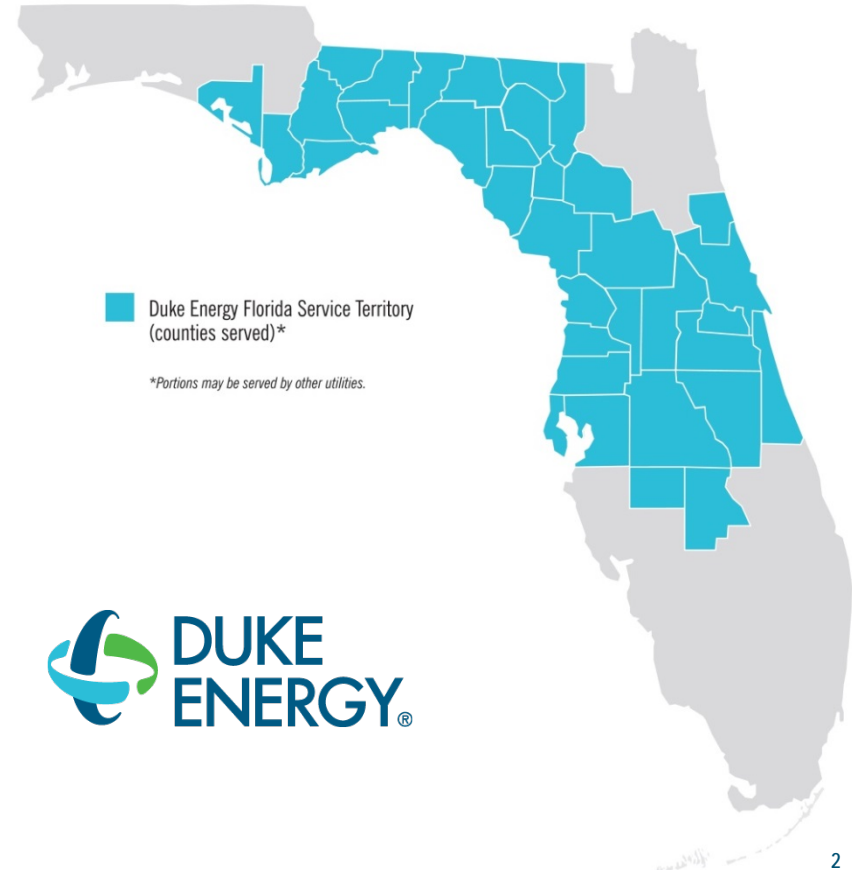 Duke Energy Florida Service Territory
(counties served)*
*Portions may be served by other utilities.
DUKE
ENERGY®
2